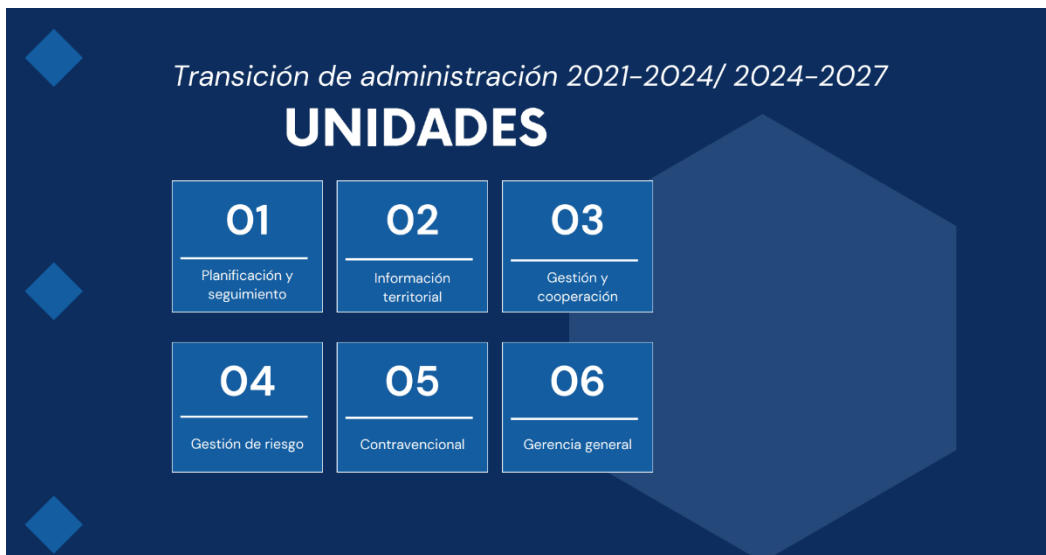 Transición de administración 2021-2024/ 2024-2027
UNIDADES
01
Planificación y
seguimiento
02
Información
territorial
03
Gestión y
cooperación
04
Gestión de riesgo
05
Contravencional
06
Gerencia general